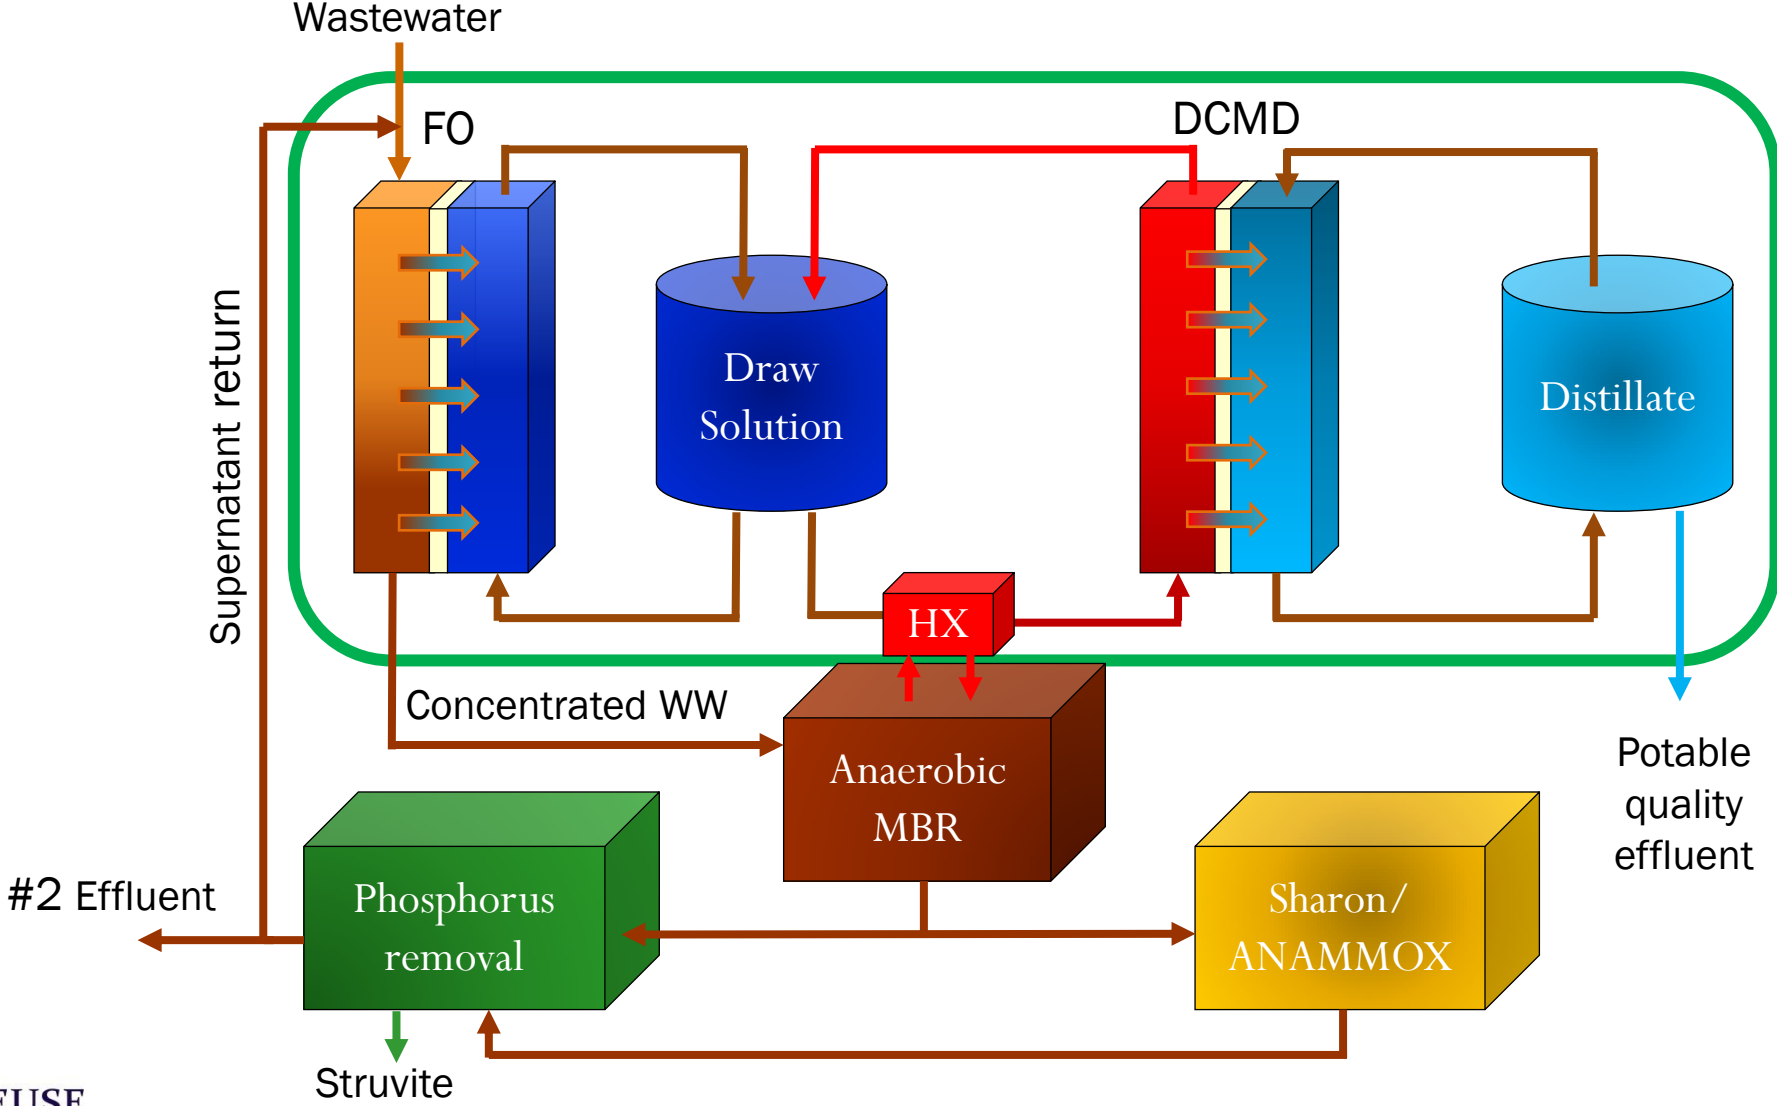 Wastewater
FO
DCMD
Supernatant return
Draw
Solution
Distillate
HX
Concentrated WW
Anaerobic
MBR
Potable
quality
effluent
#2 Effluent
Phosphorus
removal
Sharon/
ANAMMOX
Struvite